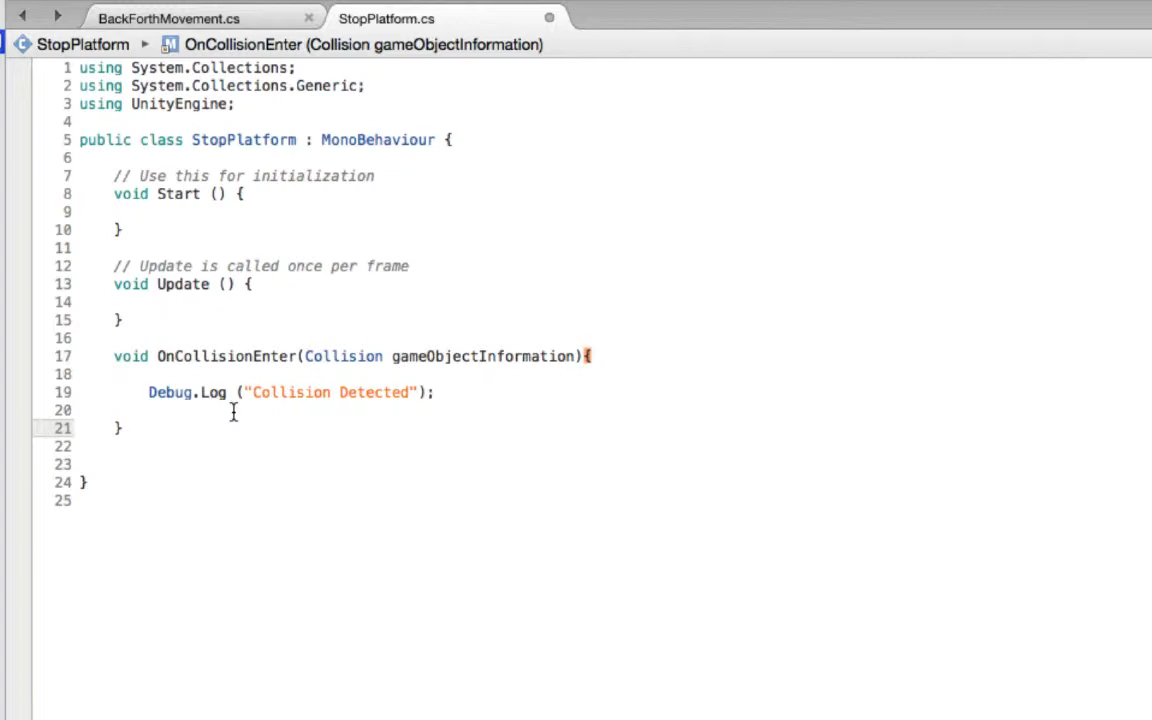 BackForthMovement.cs × StopPlatform.cs
StopPlatform ▸ OnCollisionEnter (Collision gameObjectInformation)
1 using System.Collections;
2 using System.Collections.Generic;
3 using UnityEngine;
4
5 public class StopPlatform : MonoBehaviour {
6
7 // Use this for initialization
8 void Start () {
9
10 }
11
12 // Update is called once per frame
13 void Update () {
14
15 }
16
17 void OnCollisionEnter(Collision gameObjectInformation){
18
19 Debug.Log ("Collision Detected");
20
21 }
22
23
24 }
25